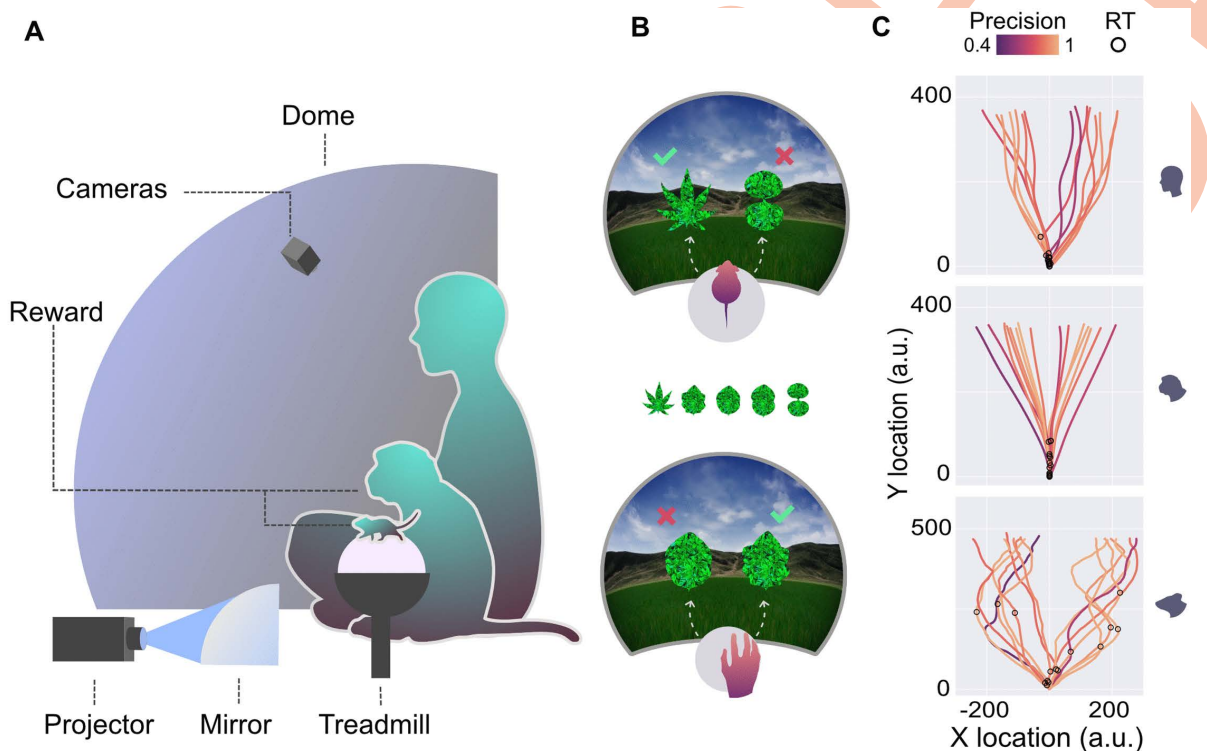 A
Dome
Cameras
Reward
Projector
Mirror
Treadmill
B
C
Precision
RT
0.4
1
400
0
400
0
500
0
Y location (a.u.)
-200
200
X location (a.u.)